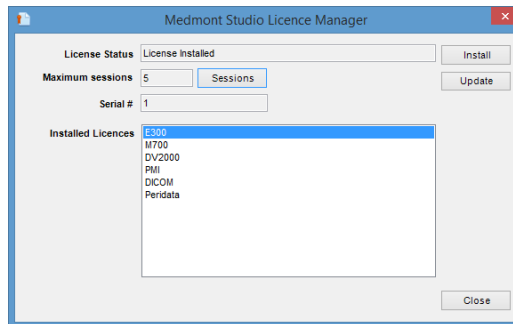 Medmont Studio Licence Manager
License Status License Installed Install
Maximum sessions 5 Sessions Update
Serial # 1
Installed Licences E300
M700
DV2000
PMI
DICOM
Peridata
Close